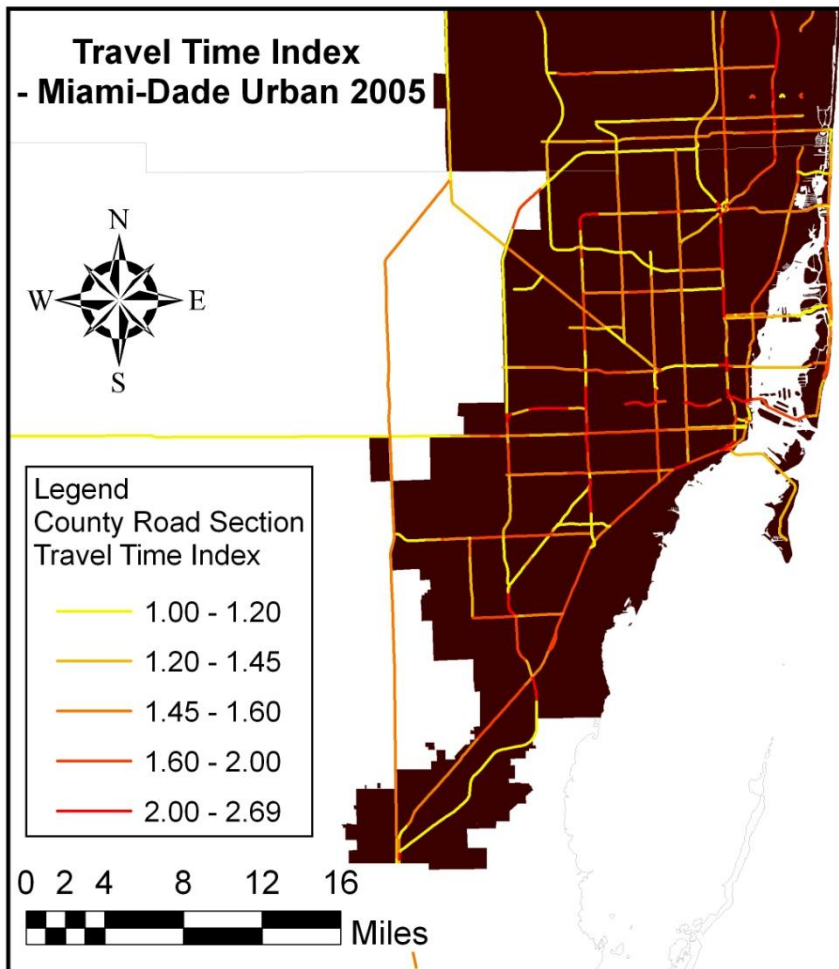 Travel Time Index
- Miami-Dade Urban 2005
N
W E
S
Legend
County Road Section
Travel Time Index
1.00 - 1.20
1.20 - 1.45
1.45 - 1.60
1.60 - 2.00
2.00 - 2.69
0 2 4 8 12 16
Miles